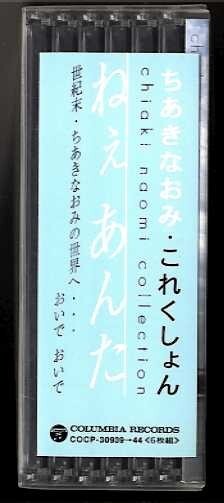 ちあきなおみ・これくしょん
chiaki naomi collection
ねぇ あんた
世紀末・ちあきなおみの世界へ・・・
おいで おいで
COLUMBIA RECORDS
COCP-30939→44<6枚組>